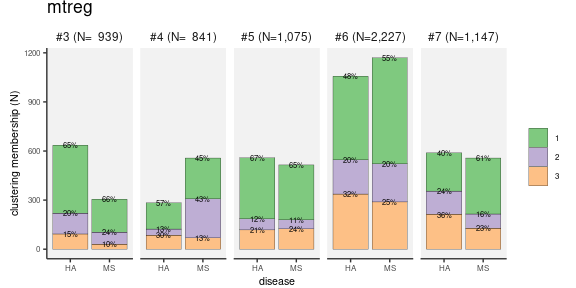 mtreg
#3 (N= 939) #4 (N= 841) #5 (N=1,075) #6 (N=2,227) #7 (N=1,147)
clustering membership (N)
1200
900
600
300
0
65% 20% 15% 66% 24% 10%
57% 13% 30% 45% 43% 13%
67% 12% 21% 65% 11% 24%
48% 20% 32% 55% 20% 25%
40% 24% 36% 61% 16% 23%
HA MS HA MS HA MS HA MS HA MS
disease
1
2
3